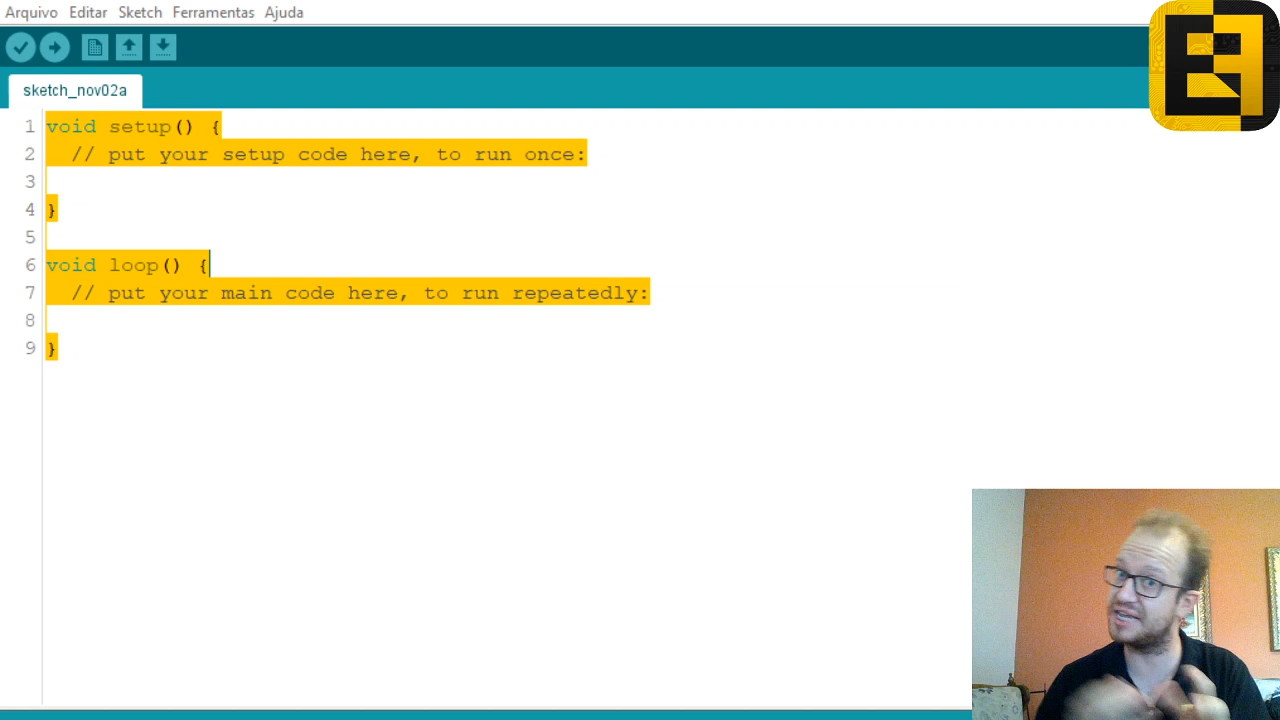 Arquivo Editar Sketch Ferramentas Ajuda
sketch_nov02a
1 void setup() {
2 // put your setup code here, to run once:
3
4 }
5
6 void loop() {
7 // put your main code here, to run repeatedly:
8
9 }